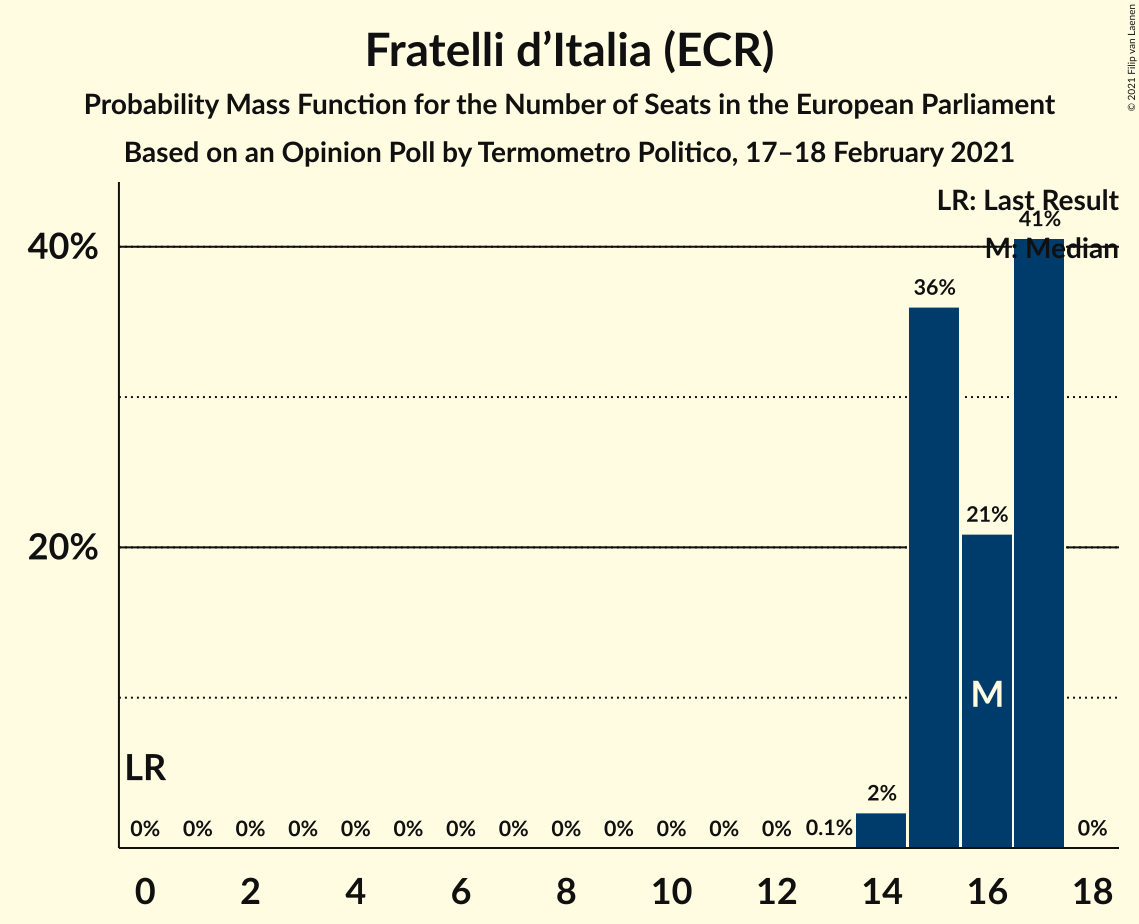 Fratelli d’Italia (ECR)
Probability Mass Function for the Number of Seats in the European Parliament
Based on an Opinion Poll by Termometro Politico, 17–18 February 2021
© 2021 Filip van Laenen
LR: Last Result
41%
40%
M: Median
36%
21%
20%
M
LR
2%
0% 0% 0% 0% 0% 0% 0% 0% 0% 0% 0% 0% 0% 0.1% 0%
0 2 4 6 8 10 12 14 16 18